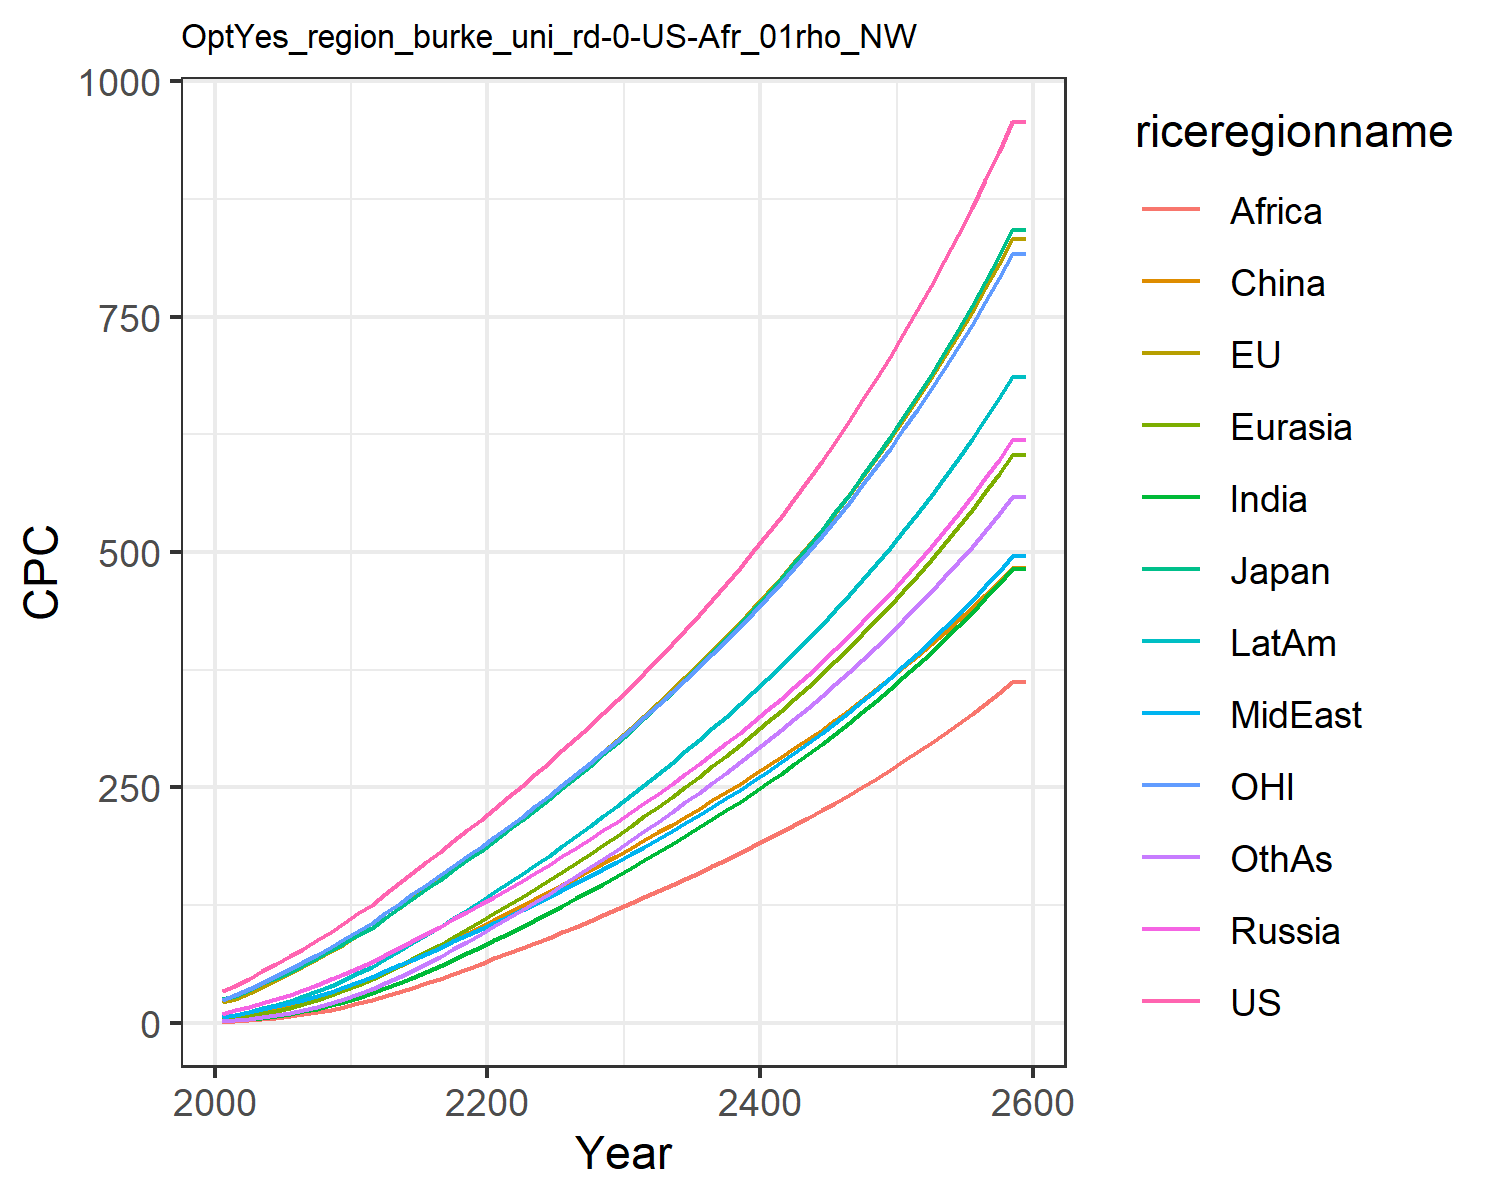 OptYes_region_burke_uni_rd-0-US-Afr_01rho_NW
1000
750
500
250
0
CPC
2000 2200 2400 2600
Year
riceregionname
Africa
China
EU
Eurasia
India
Japan
LatAm
MidEast
OHI
OthAs
Russia
US